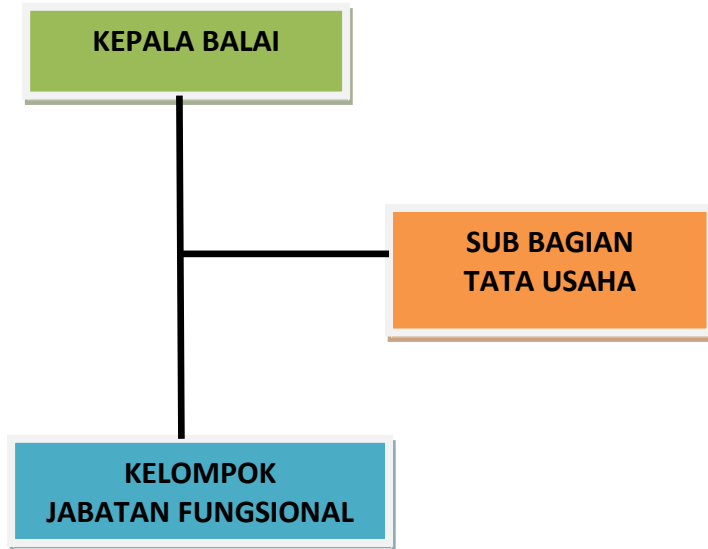 KEPALA BALAI
SUB BAGIAN
TATA USAHA
KELOMPOK
JABATAN FUNGSIONAL